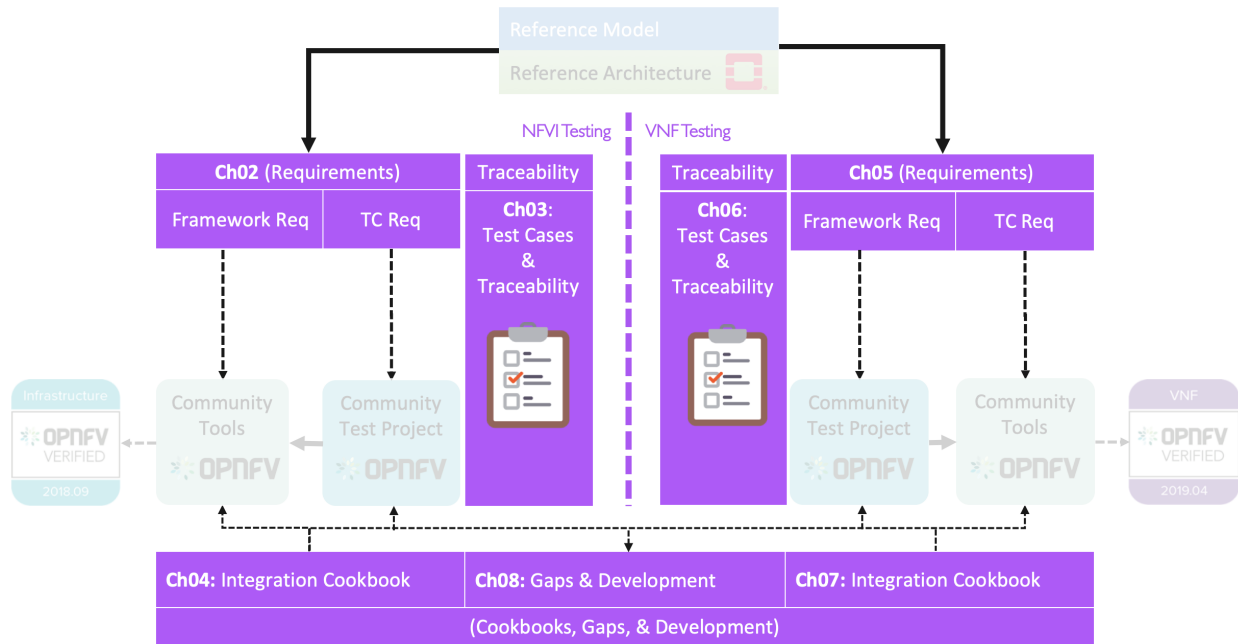 Reference Model
Reference Architecture
NFVI Testing
VNF Testing
Ch02 (Requirements)
Framework Req
TC Req
Traceability
Ch03:
Test Cases
&
Traceability
Traceability
Ch06:
Test Cases
&
Traceability
Ch05 (Requirements)
Framework Req
TC Req
Infrastructure
OPNFV
VERIFIED
2018.09
Community
Tools
OPNFV
Community
Test Project
OPNFV
Community
Test Project
OPNFV
Community
Tools
OPNFV
VNF
OPNFV
VERIFIED
2019.04
Ch04: Integration Cookbook
Ch08: Gaps & Development
Ch07: Integration Cookbook
(Cookbooks, Gaps, & Development)